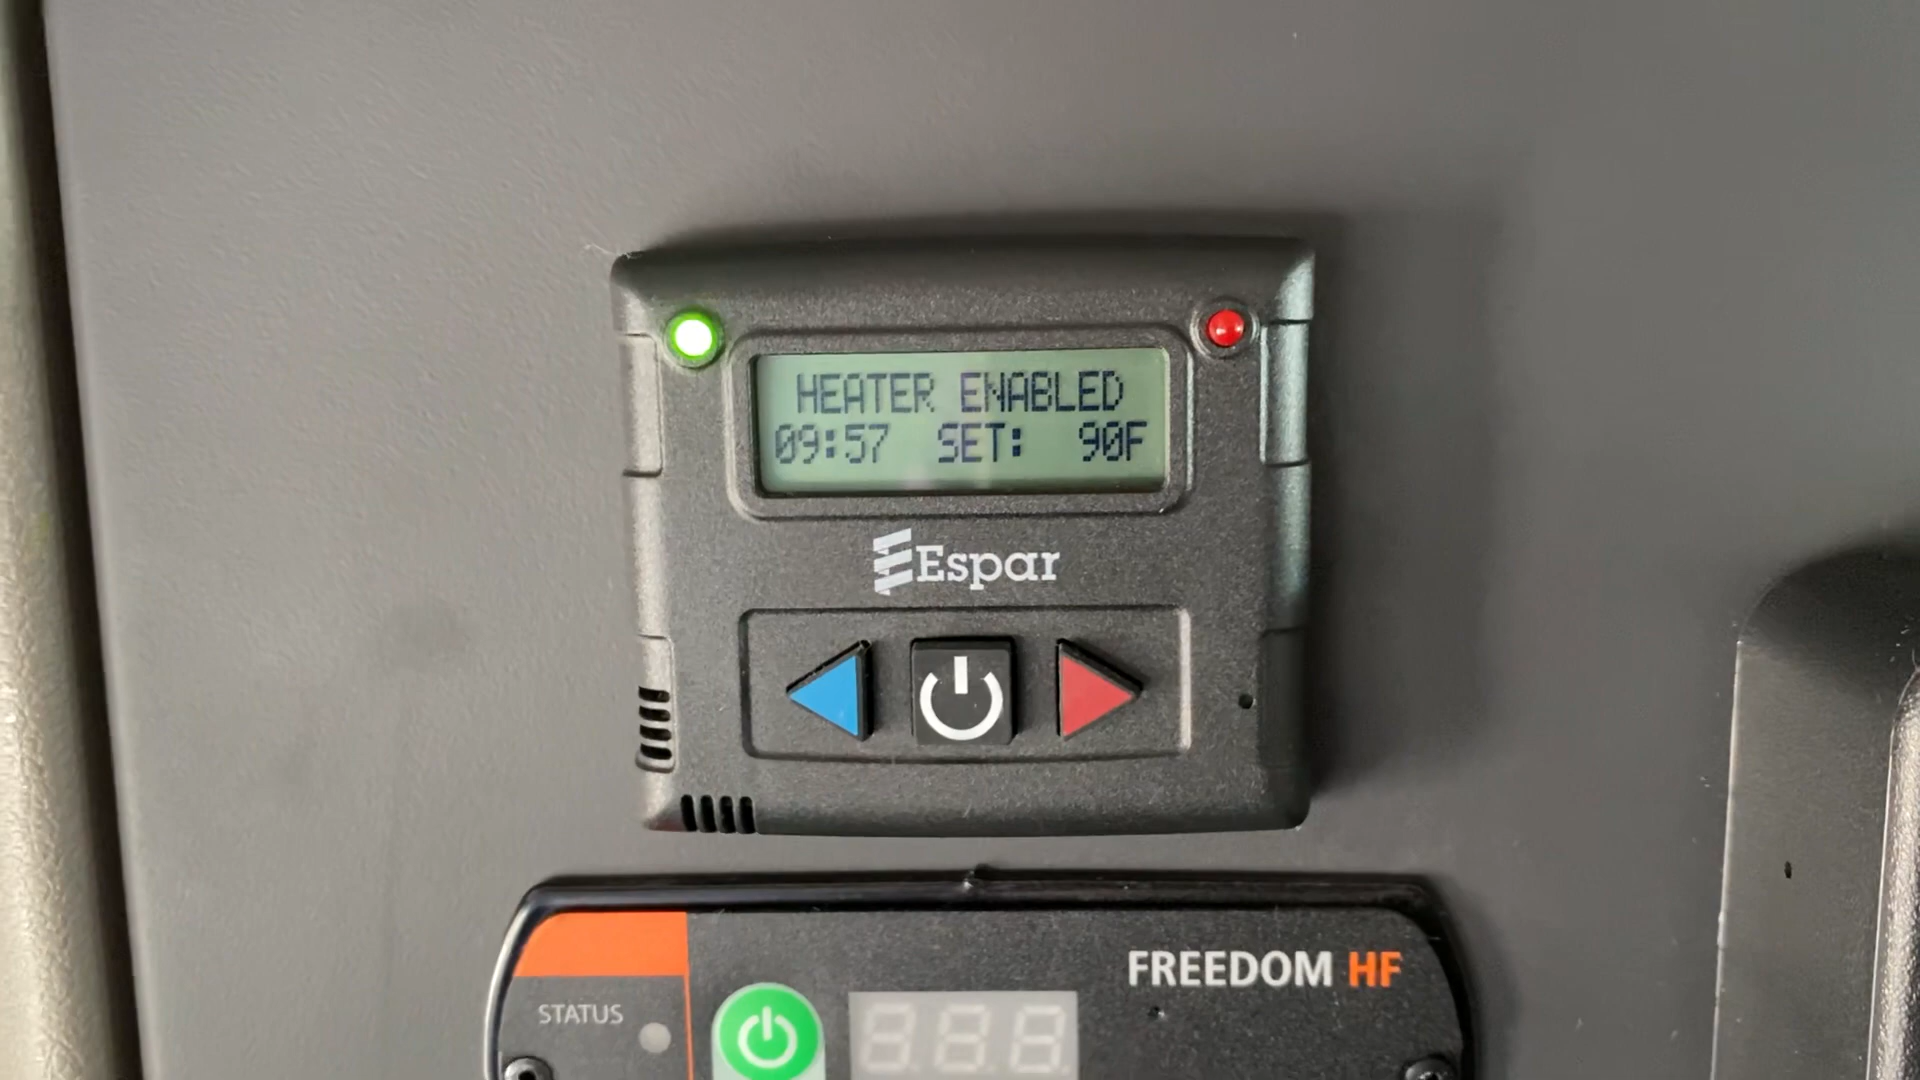 HEATER ENABLED
09:57 SET: 90F
Espar
FREEDOM HF
STATUS